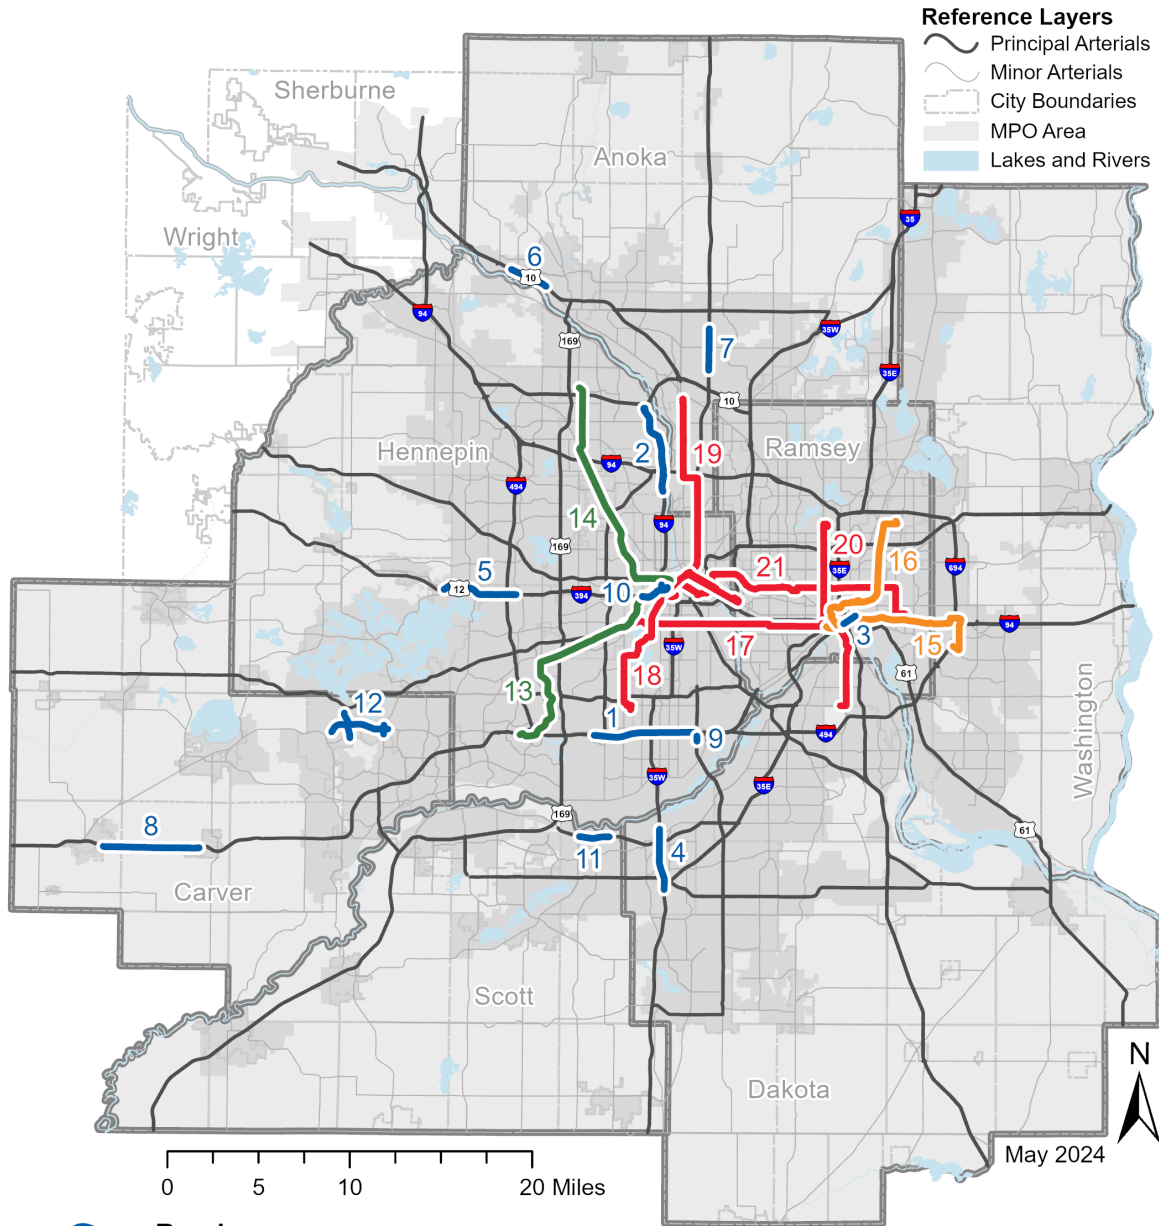 Reference Layers
Principal Arterials
Minor Arterials
City Boundaries
MPO Area
Lakes and Rivers
Sherburne
Anoka
Wright
35
6
10
94
35W
169
7
35E
10
2
19
Hennepin
Ramsey
94
494
14
94
169
20
16
35E
694
21
5
12
394
10
3
94
17
15
35W
18
61
13
12
1
9
494
Washington
35W
35E
169
61
8
11
4
Carver
Scott
Dakota
N
May 2024
0 5 10 20 Miles